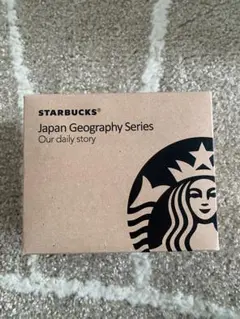 STARBUCKS®
Japan Geography Series
Our daily story